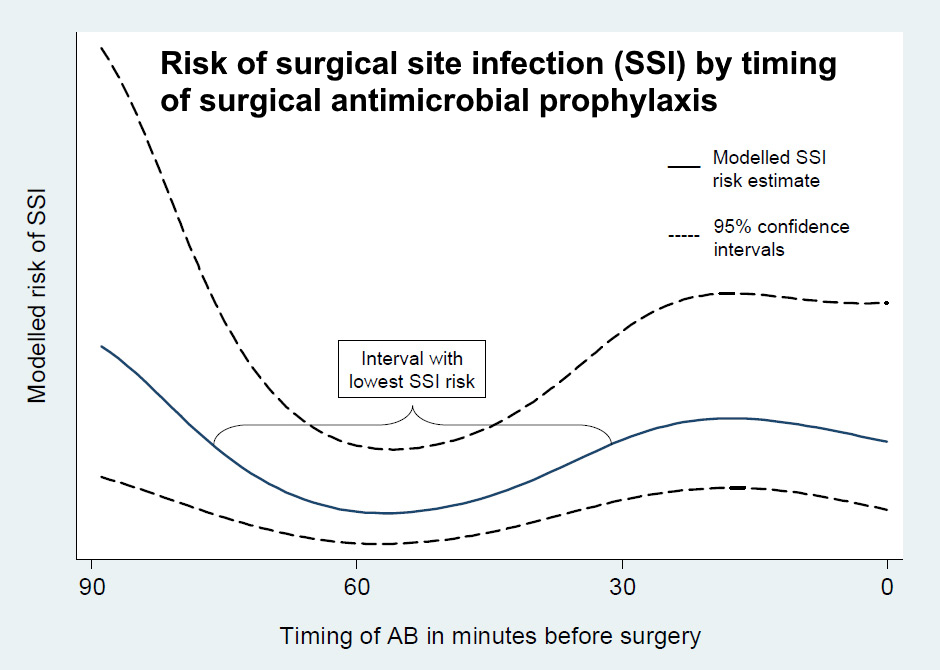 Risk of surgical site infection (SSI) by timing
of surgical antimicrobial prophylaxis
Modelled SSI
risk estimate
95% confidence
intervals
Modelled risk of SSI
Interval with
lowest SSI risk
90
60
30
0
Timing of AB in minutes before surgery